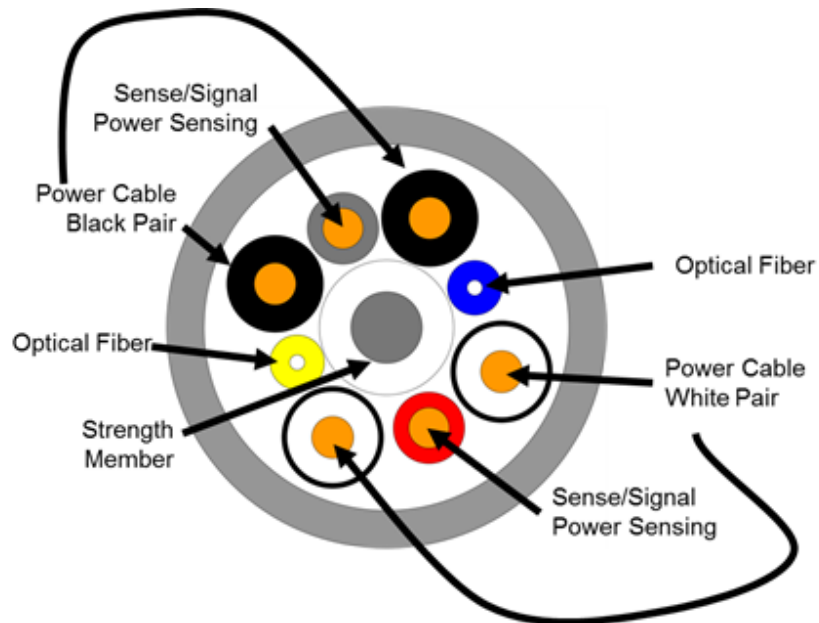 Sense/Signal
Power Sensing
Power Cable
Black Pair
Optical Fiber
Optical Fiber
Power Cable
White Pair
Strength
Member
Sense/Signal
Power Sensing